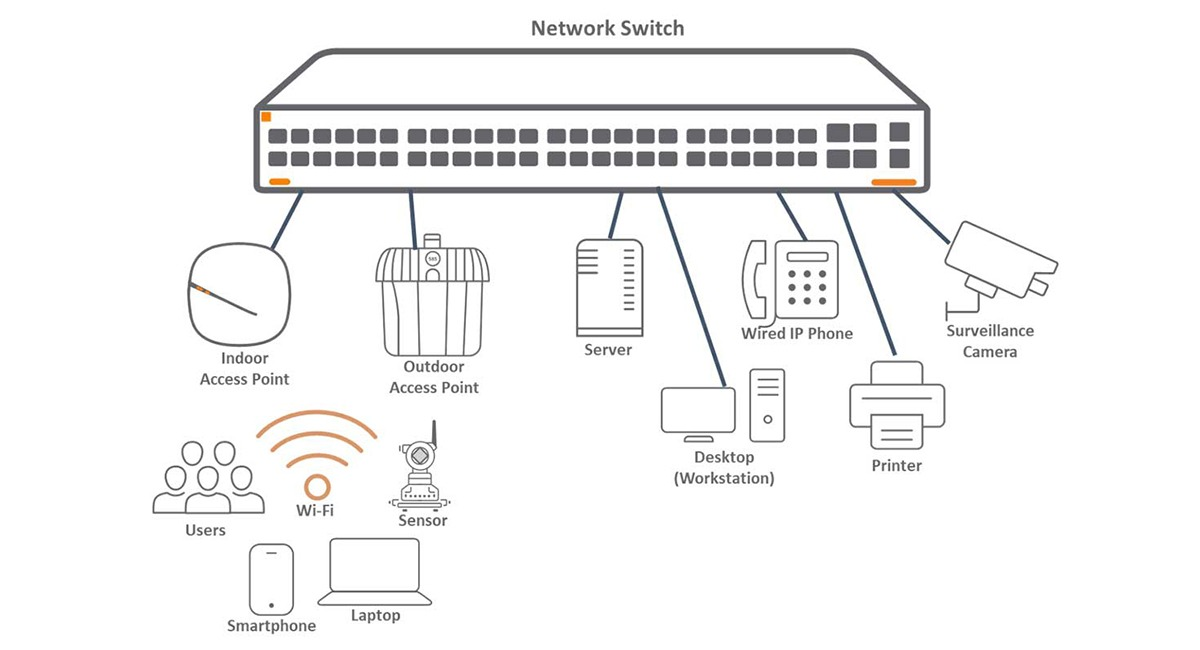 Network Switch
Indoor
Access Point
Outdoor
Access Point
Server
Wired IP Phone
Surveillance
Camera
Desktop
(Workstation)
Printer
Users
Wi-Fi
Sensor
Smartphone
Laptop